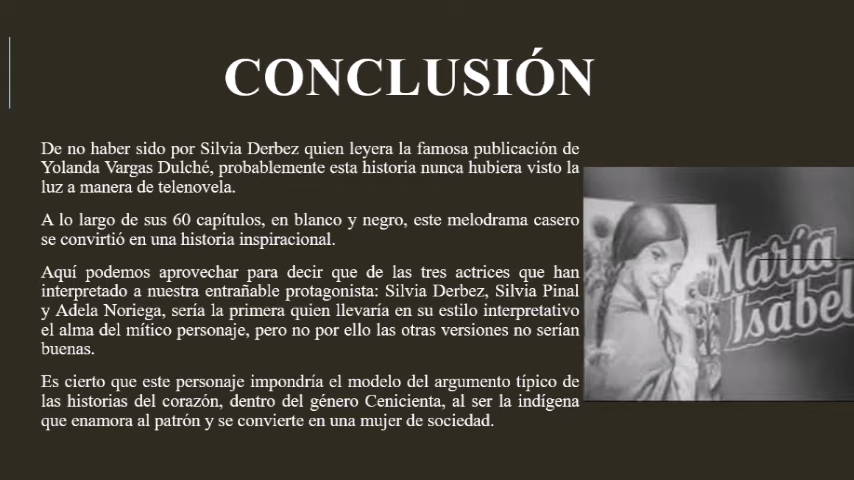 CONCLUSIÓN
De no haber sido por Silvia Derbez quien leyera la famosa publicación de
Yolanda Vargas Dulché, probablemente esta historia nunca hubiera visto la
luz a manera de telenovela.
A lo largo de sus 60 capítulos, en blanco y negro, este melodrama casero
se convirtió en una historia inspiracional.
Aquí podemos aprovechar para decir que de las tres actrices que han
interpretado a nuestra entrañable protagonista: Silvia Derbez, Silvia Pinal
y Adela Noriega, sería la primera quien llevaría en su estilo interpretativo
el alma del mítico personaje, pero no por ello las otras versiones no serían
buenas.
Es cierto que este personaje impondría el modelo del argumento típico de
las historias del corazón, dentro del género Cenicienta, al ser la indígena
que enamora al patrón y se convierte en una mujer de sociedad.
María
Isabel